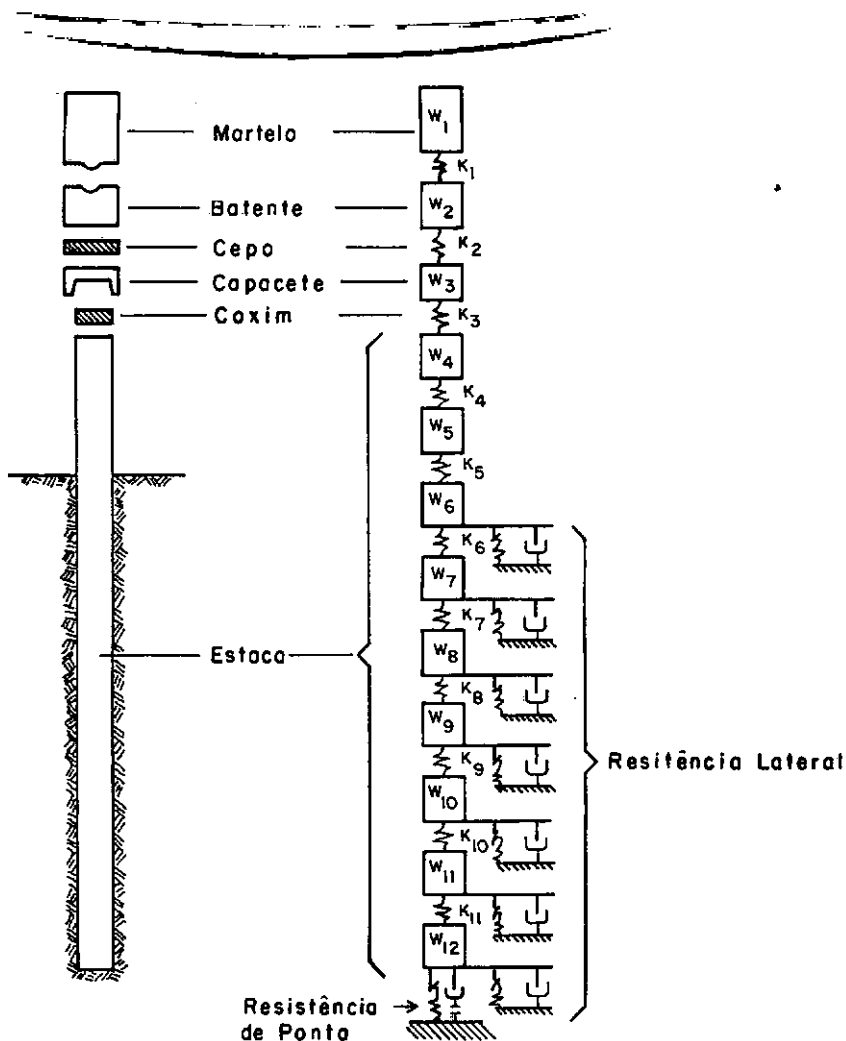 Martelo
W1
K1
Batente
W2
Cepo
K2
Capacete
W3
Coxim
K3
W4
K4
W5
K5
W6
K6
W7
K7
Estaca
W8
K8
W9
K9
Resitência Lateral
W10
K10
W11
K11
W12
Resistência
de Ponta